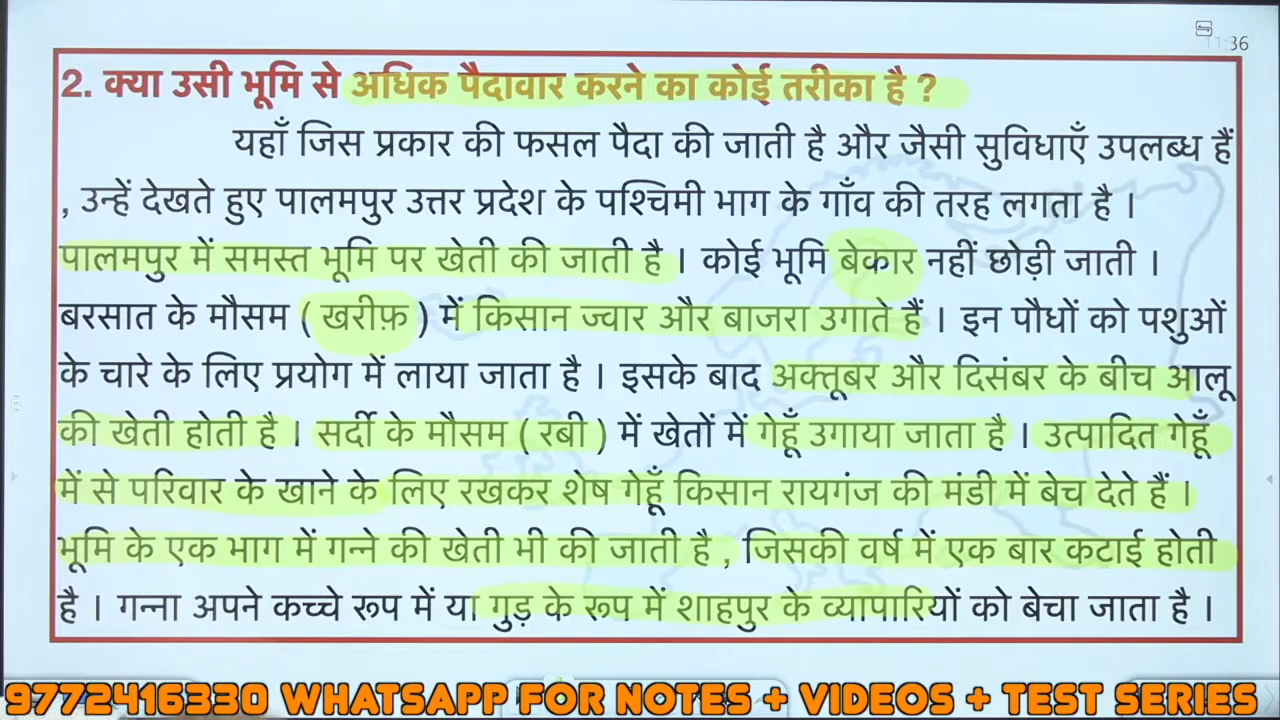 11:36
2. क्या उसी भूमि से अधिक पैदावार करने का कोई तरीका है ?
यहाँ जिस प्रकार की फसल पैदा की जाती है और जैसी सुविधाएँ उपलब्ध हैं
, उन्हें देखते हुए पालमपुर उत्तर प्रदेश के पश्चिमी भाग के गाँव की तरह लगता है ।
पालमपुर में समस्त भूमि पर खेती की जाती है । कोई भूमि बेकार नहीं छोड़ी जाती ।
बरसात के मौसम ( खरीफ़ ) में किसान ज्वार और बाजरा उगाते हैं । इन पौधों को पशुओं
के चारे के लिए प्रयोग में लाया जाता है । इसके बाद अक्तूबर और दिसंबर के बीच आलू
की खेती होती है । सर्दी के मौसम ( रबी ) में खेतों में गेहूँ उगाया जाता है । उत्पादित गेहूँ
में से परिवार के खाने के लिए रखकर शेष गेहूँ किसान रायगंज की मंडी में बेच देते हैं ।
भूमि के एक भाग में गन्ने की खेती भी की जाती है , जिसकी वर्ष में एक बार कटाई होती
है । गन्ना अपने कच्चे रूप में या गुड़ के रूप में शाहपुर के व्यापारियों को बेचा जाता है ।
9772416330 WHATSAPP FOR NOTES + VIDEOS + TEST SERIES